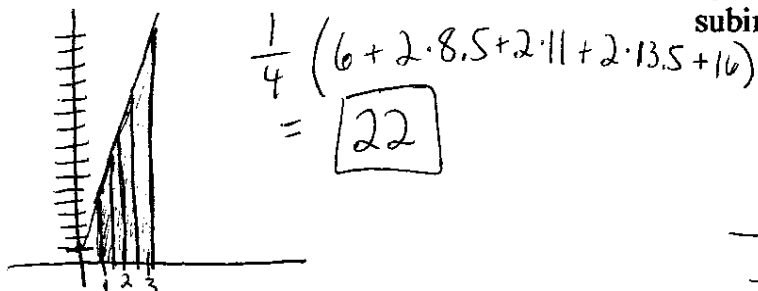 subin
1/4 (6 + 2·8.5 + 2·11 + 2·13.5 + 16)
= 22
1 2 3